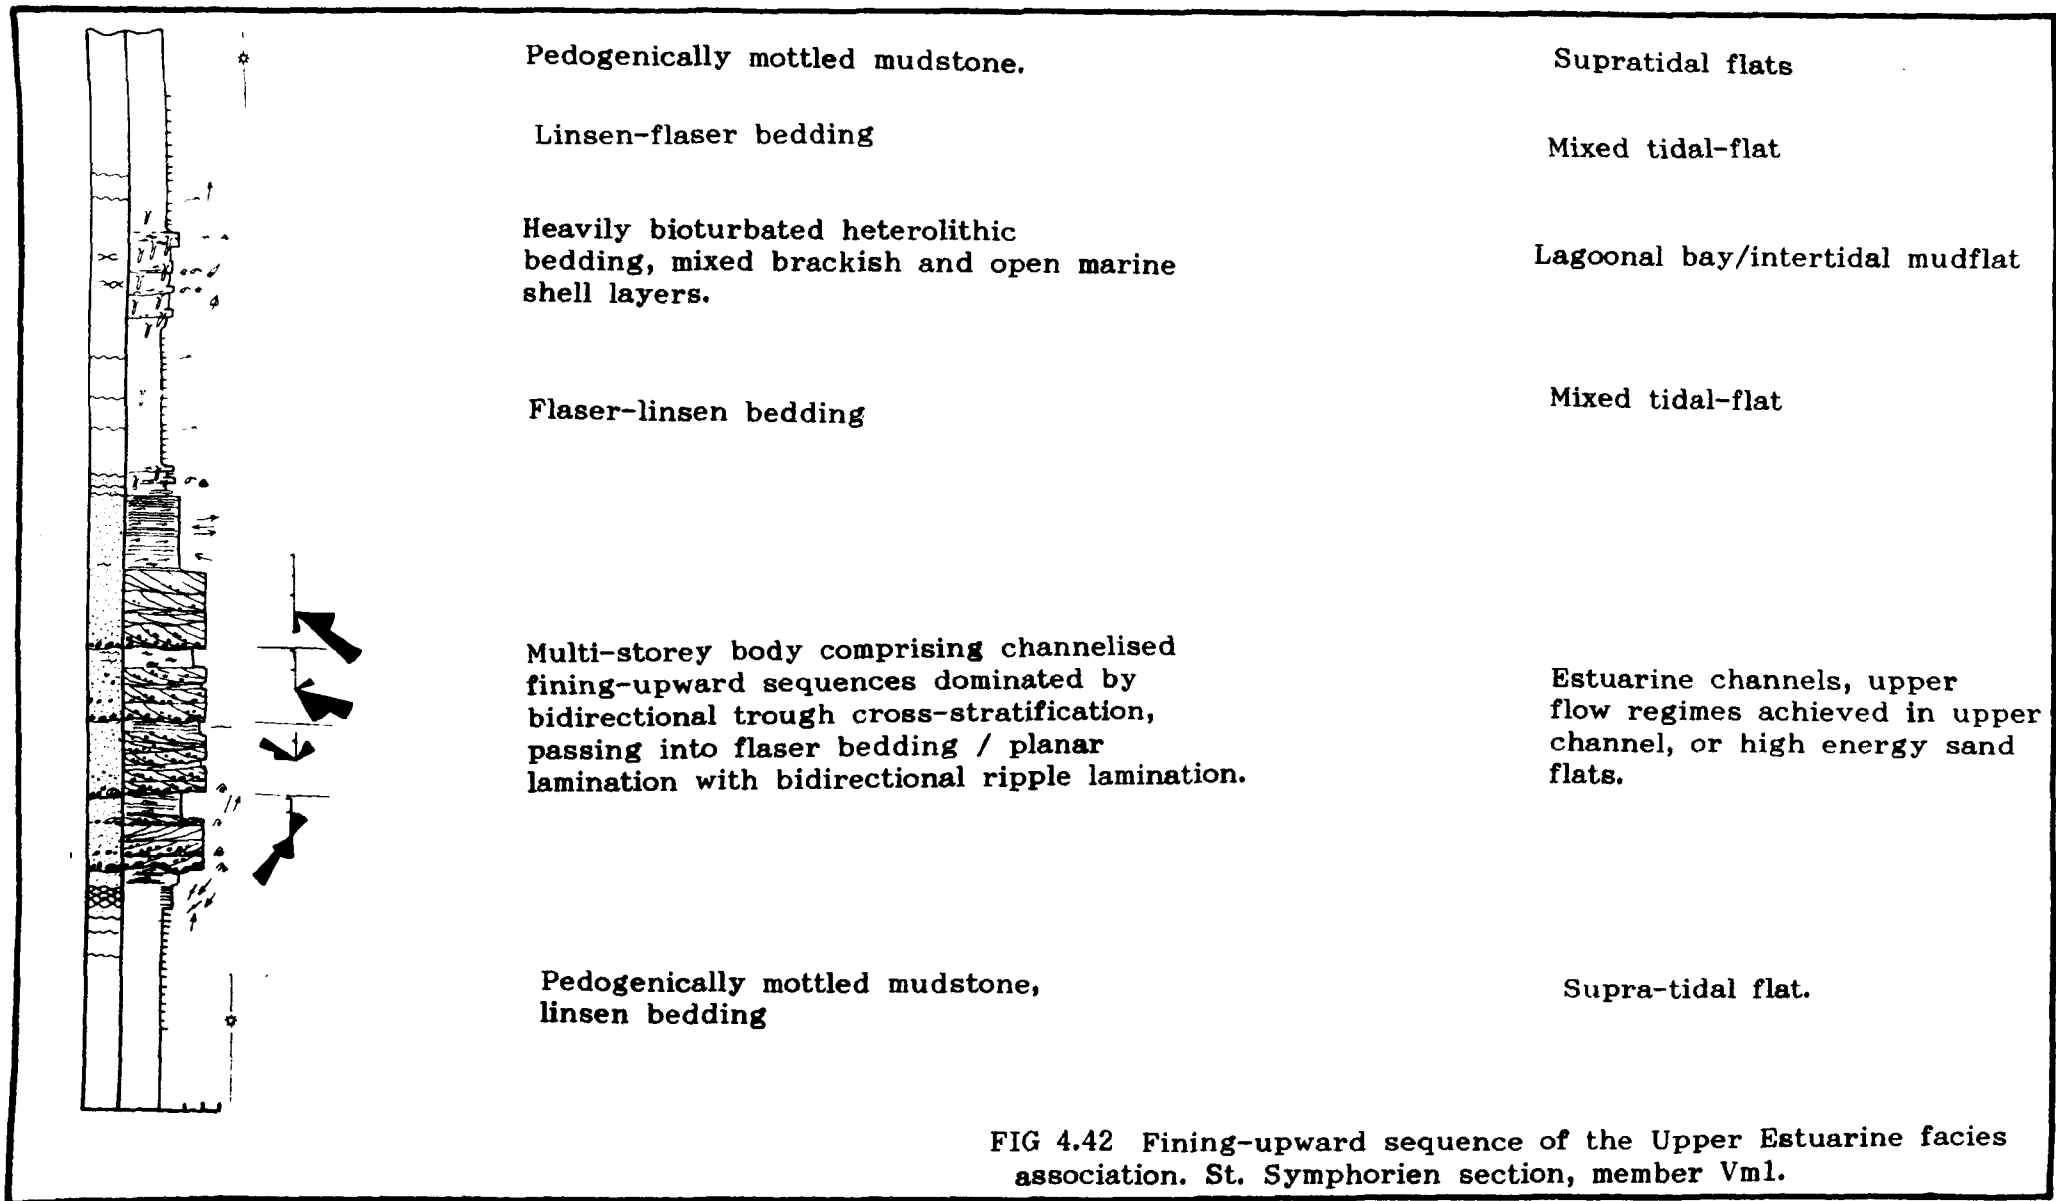 Pedogenically mottled mudstone.
Supratidal flats
Linsen-flaser bedding
Mixed tidal-flat
Heavily bioturbated heterolithic
bedding, mixed brackish and open marine
shell layers.
Lagoonal bay/intertidal mudflat
Flaser-linsen bedding
Mixed tidal-flat
Multi-storey body comprising channelised
fining-upward sequences dominated by
bidirectional trough cross-stratification,
passing into flaser bedding / planar
lamination with bidirectional ripple lamination.
Estuarine channels, upper
flow regimes achieved in upper
channel, or high energy sand
flats.
Pedogenically mottled mudstone,
linsen bedding
Supra-tidal flat.
FIG 4.42 Fining-upward sequence of the Upper Estuarine facies
association. St. Symphorien section, member Vm1.